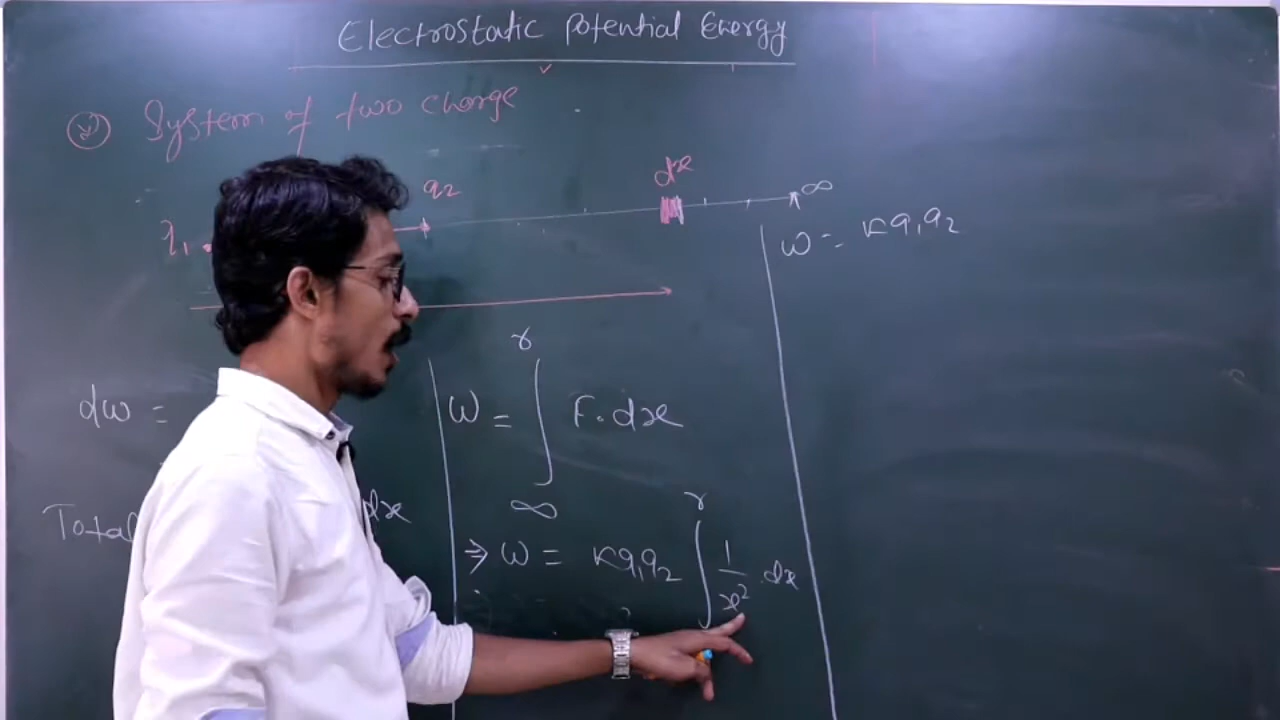 Electrostatic Potential Energy
System of two charge
dx
q2
∞
q1
W = Kq1q2
r
W = ∫ F.dx
∞
dw =
r
Total dx
⇒ W = Kq1q2 ∫ 1/x² .dx